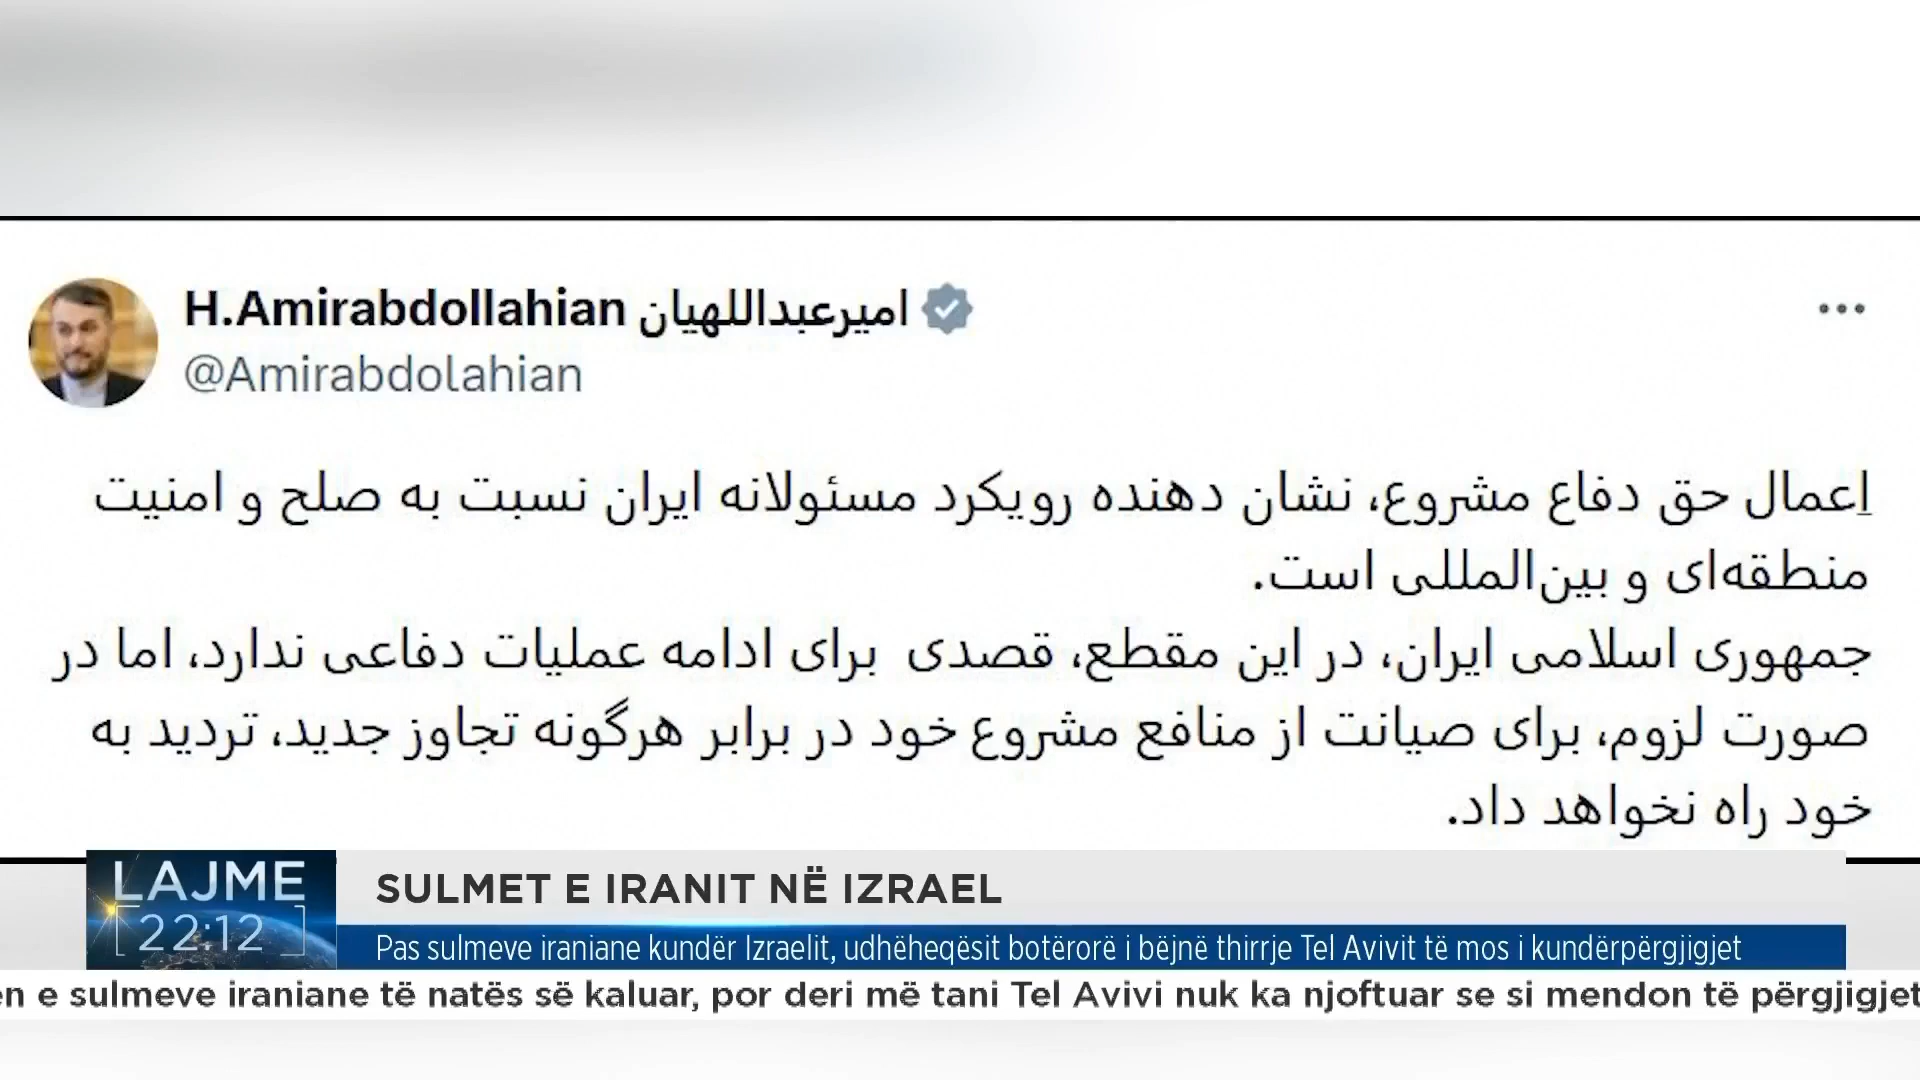 H.Amirabdollahian امیرعبداللهیان
@Amirabdolahian
اِعمال حق دفاع مشروع، نشان دهنده رویکرد مسئولانه ایران نسبت به صلح و امنیت
منطقه‌ای و بین‌المللی است.
جمهوری اسلامی ایران، در این مقطع، قصدی برای ادامه عملیات دفاعی ندارد، اما در
صورت لزوم، برای صیانت از منافع مشروع خود در برابر هرگونه تجاوز جدید، تردید به
خود راه نخواهد داد.
LAJME
22:12
SULMET E IRANIT NË IZRAEL
Pas sulmeve iraniane kundër Izraelit, udhëheqësit botërorë i bëjnë thirrje Tel Avivit të mos i kundërpërgjigjet
en e sulmeve iraniane të natës së kaluar, por deri më tani Tel Avivi nuk ka njoftuar se si mendon të përgjigjet